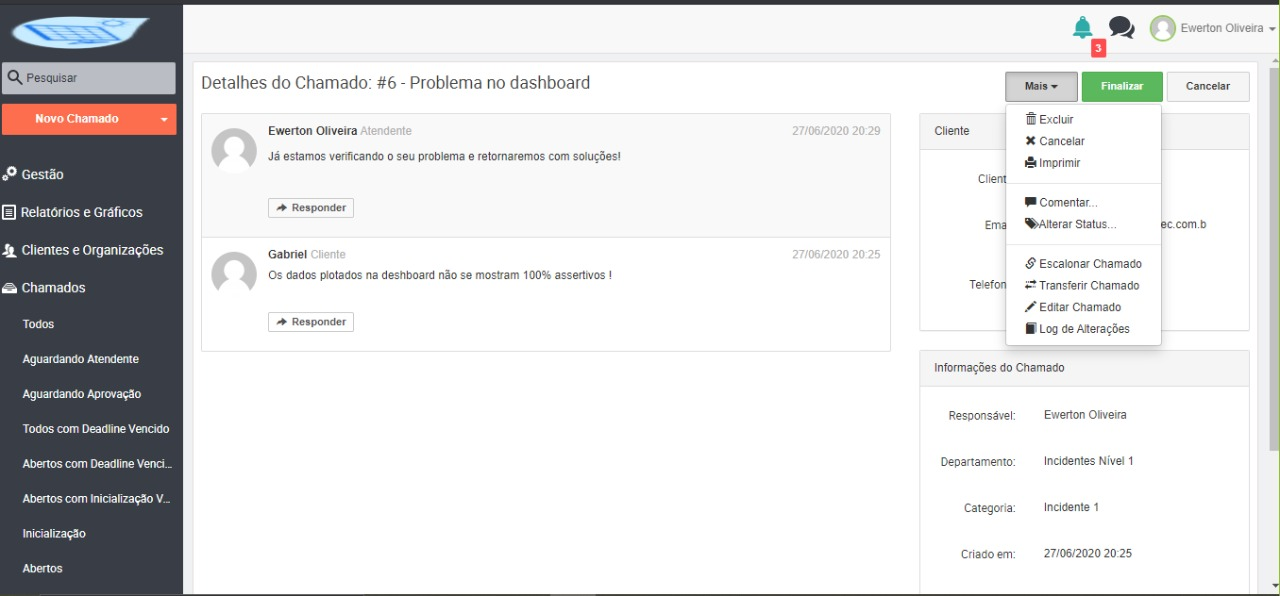 3
Ewerton Oliveira
Pesquisar
Novo Chamado
Gestão
Relatórios e Gráficos
Clientes e Organizações
Chamados
Todos
Aguardando Atendente
Aguardando Aprovação
Todos com Deadline Vencido
Abertos com Deadline Venci...
Abertos com Inicialização V...
Inicialização
Abertos
Detalhes do Chamado: #6 - Problema no dashboard
Mais
Finalizar
Cancelar
Ewerton Oliveira Atendente 27/06/2020 20:29
Já estamos verificando o seu problema e retornaremos com soluções!
Responder
Gabriel Cliente 27/06/2020 20:25
Os dados plotados na deshboard não se mostram 100% assertivos !
Responder
Excluir
Cancelar
Imprimir
Comentar...
Alterar Status...
Escalonar Chamado
Transferir Chamado
Editar Chamado
Log de Alterações
Cliente
Client
Ema ec.com.b
Telefon
Informações do Chamado
Responsável: Ewerton Oliveira
Departamento: Incidentes Nível 1
Categoria: Incidente 1
Criado em: 27/06/2020 20:25